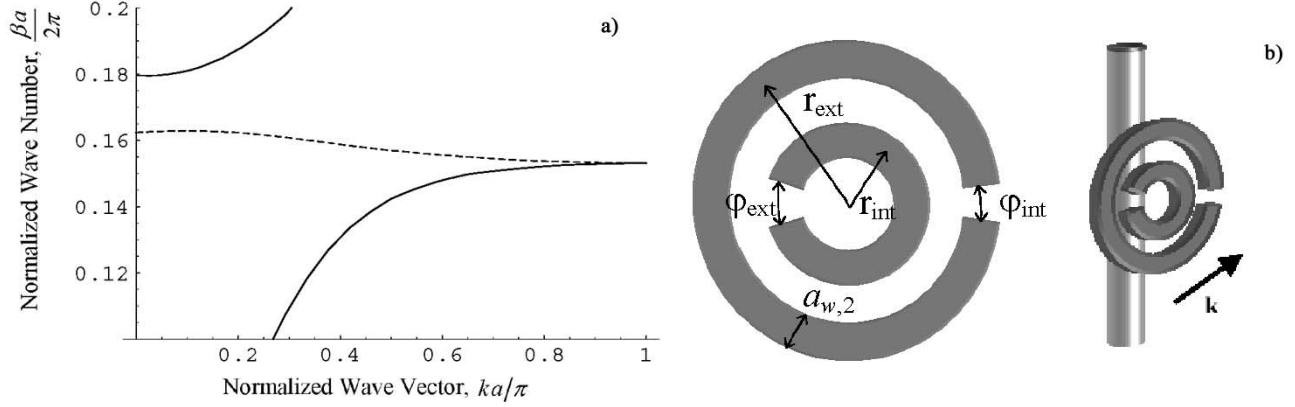 Normalized Wave Number, βa/2π
0.2
0.18
0.16
0.14
0.12
0.2 0.4 0.6 0.8 1
Normalized Wave Vector, ka/π
a)
r_ext
r_int
φ_ext
φ_int
a_w,2
b)
k